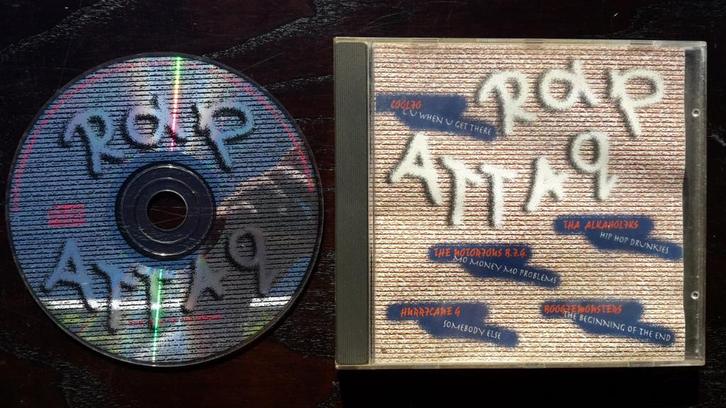 RAP
ATTAQ
RAP
ATTAQ
COOLIO
C U WHEN U GET THERE
THA ALKAHOLIKS
HIP HOP DRUNKIES
THE NOTORIOUS B.I.G.
MO MONEY MO PROBLEMS
HURRICANE G
SOMEBODY ELSE
BOOGIEMONSTERS
THE BEGINNING OF THE END